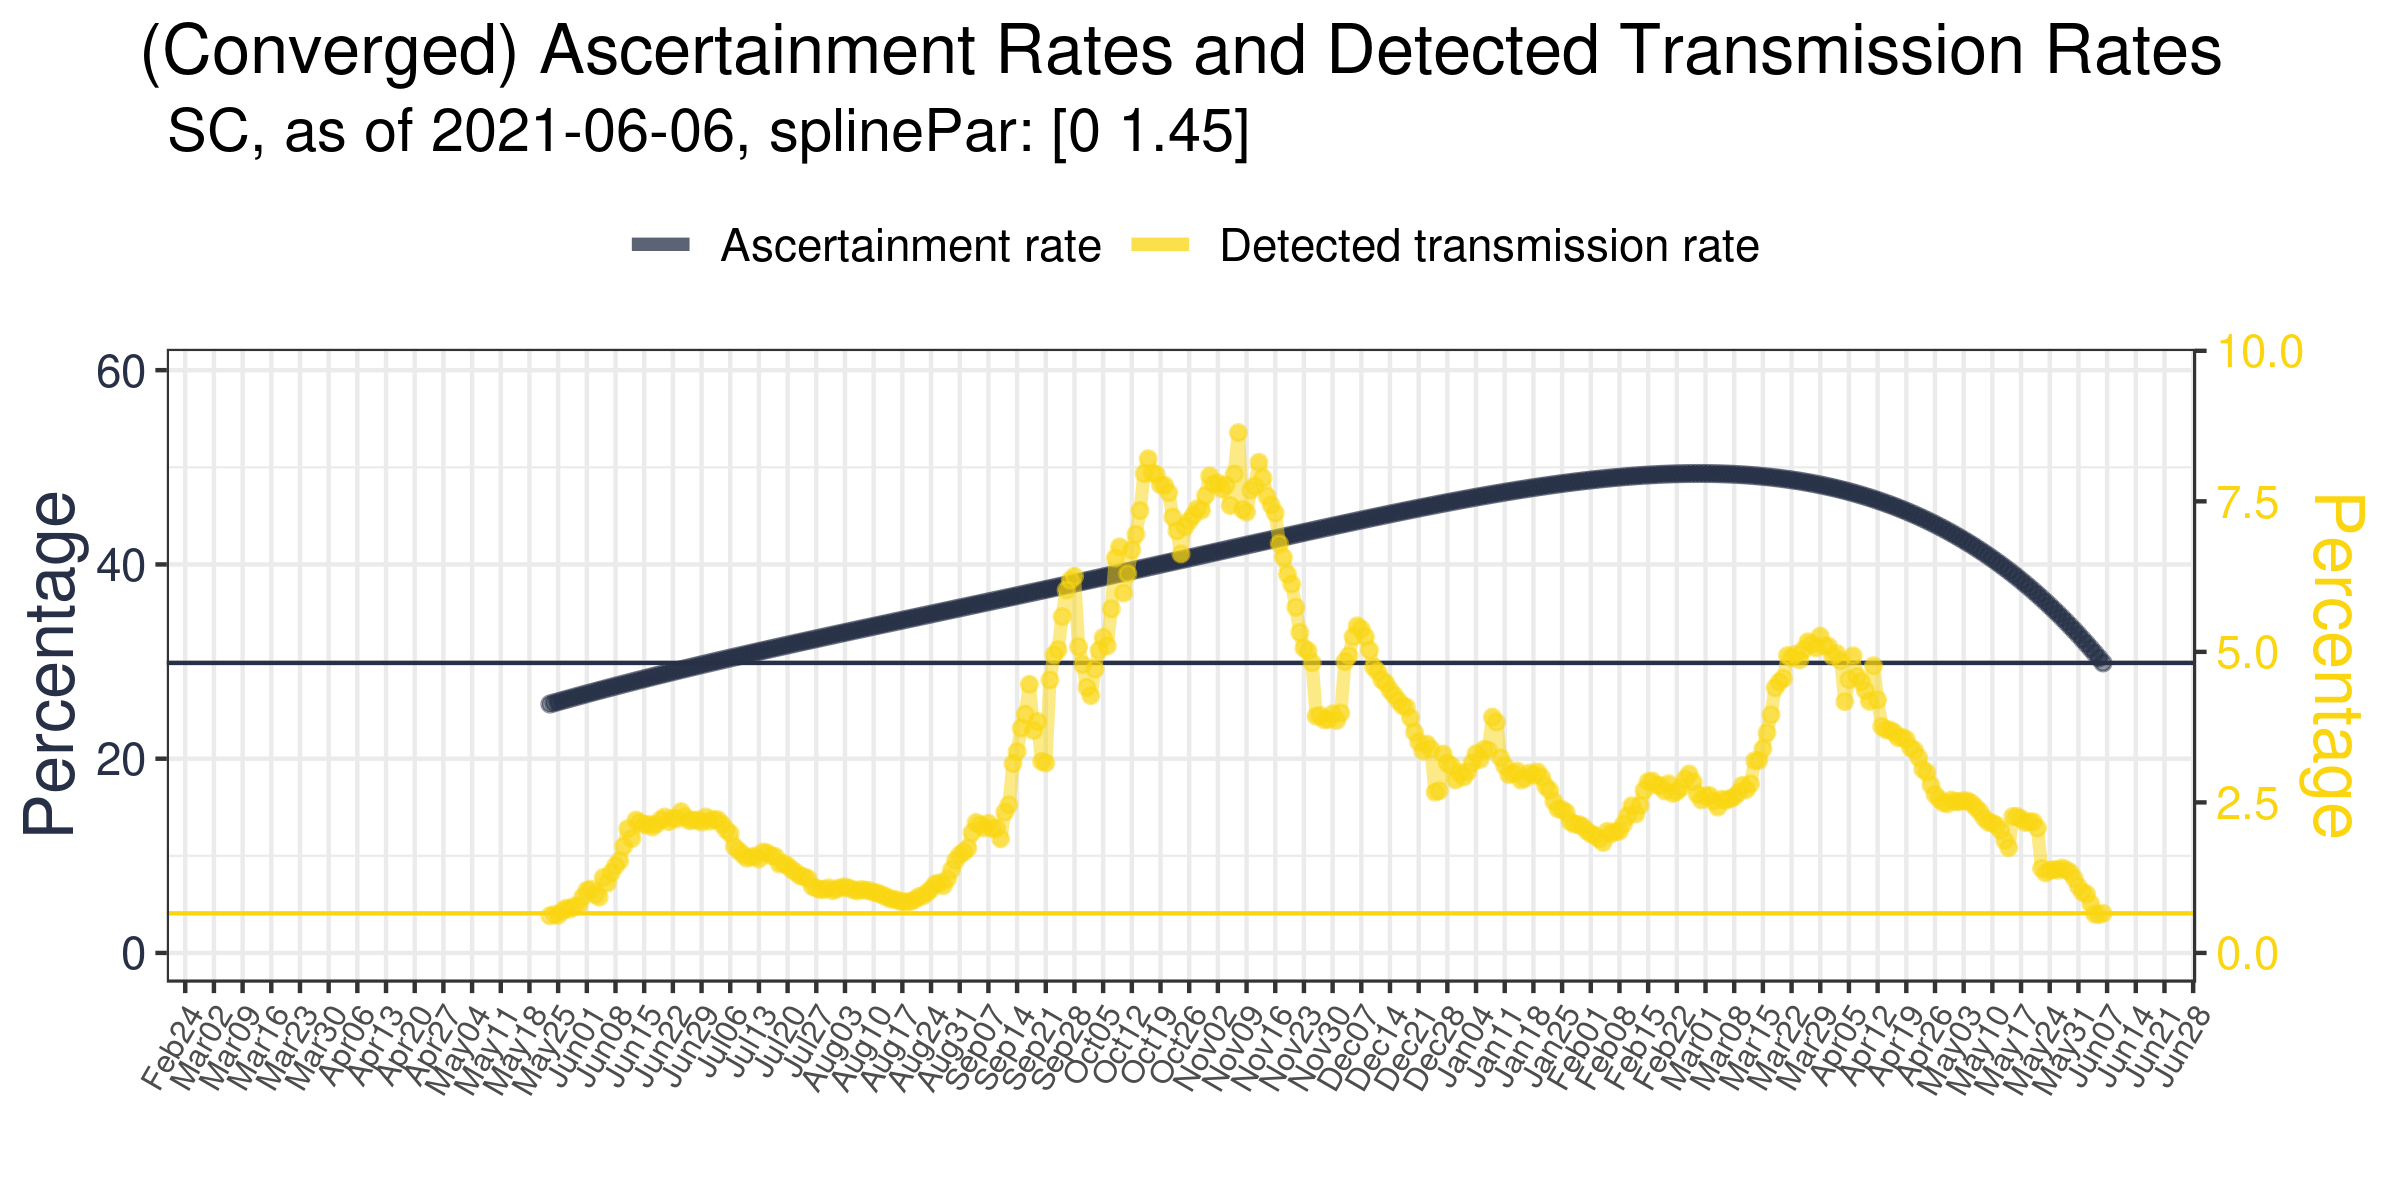 (Converged) Ascertainment Rates and Detected Transmission Rates
SC, as of 2021-06-06, splinePar: [0 1.45]
Ascertainment rate Detected transmission rate
Percentage
60
40
20
0
10.0
7.5
5.0
2.5
0.0
Percentage
Feb24 Mar02 Mar09 Mar16 Mar23 Mar30 Apr06 Apr13 Apr20 Apr27 May04 May11 May18 May25 Jun01 Jun08 Jun15 Jun22 Jun29 Jul06 Jul13 Jul20 Jul27 Aug03 Aug10 Aug17 Aug24 Aug31 Sep07 Sep14 Sep21 Sep28 Oct05 Oct12 Oct19 Oct26 Nov02 Nov09 Nov16 Nov23 Nov30 Dec07 Dec14 Dec21 Dec28 Jan04 Jan11 Jan18 Jan25 Feb01 Feb08 Feb15 Feb22 Mar01 Mar08 Mar15 Mar22 Mar29 Apr05 Apr12 Apr19 Apr26 May03 May10 May17 May24 May31 May07 Jun14 Jun21 Jun28